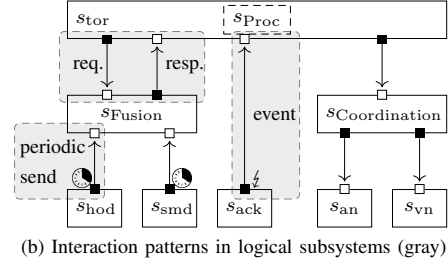 s_tor s_Proc
req. resp.
s_Fusion event s_Coordination
periodic
send
s_hod s_smd s_ack s_an s_vn
(b) Interaction patterns in logical subsystems (gray)